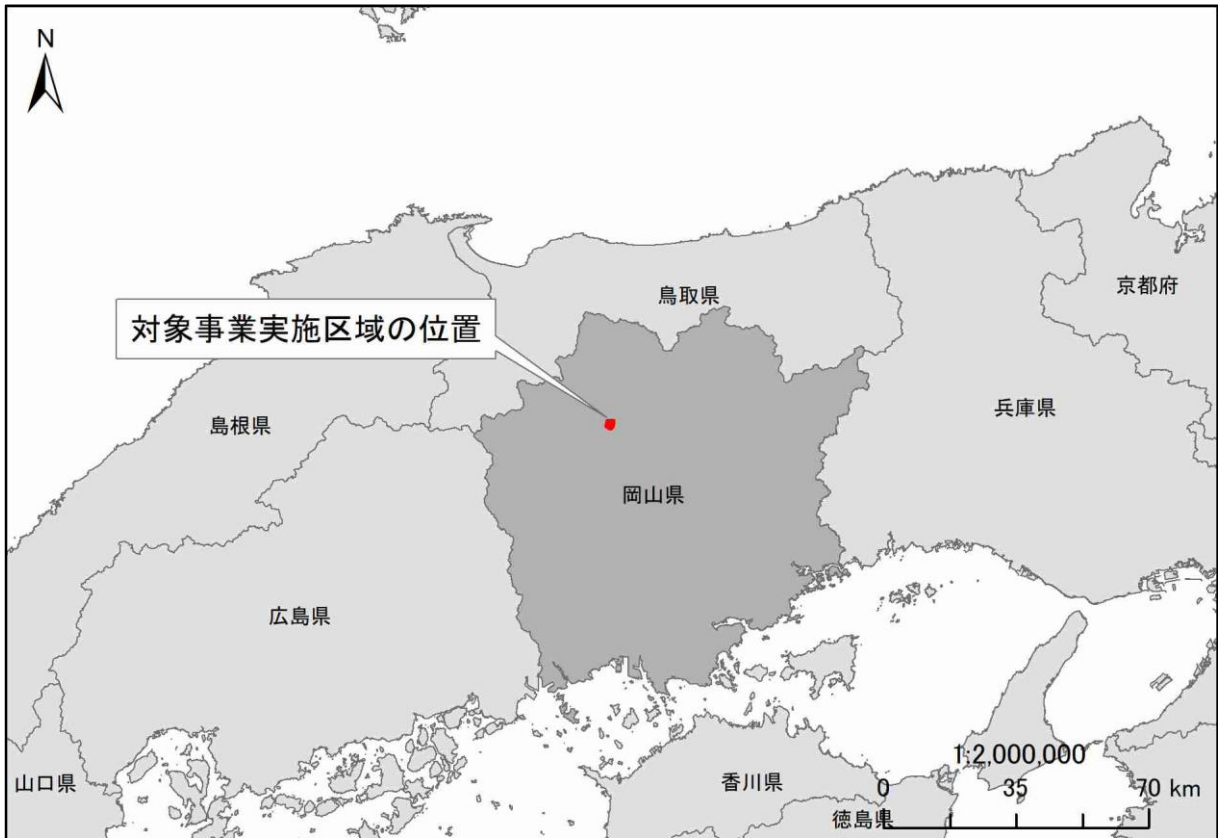 N
鳥取県
京都府
対象事業実施区域の位置
兵庫県
島根県
岡山県
広島県
1:2,000,000
山口県
香川県
0 35 70 km
徳島県